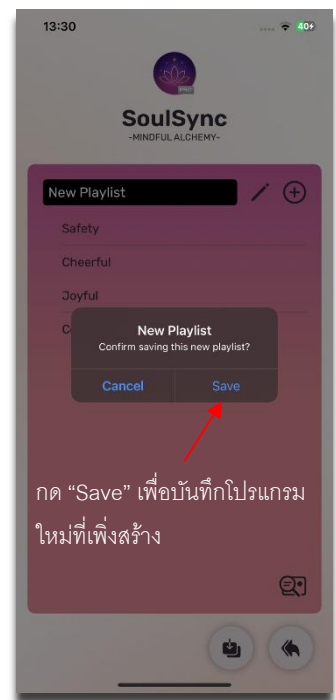 13:30
40
SoulSync
-MINDFUL ALCHEMY-
New Playlist
Safety
Cheerful
Joyful
C
New Playlist
Confirm saving this new playlist?
Cancel
Save
กด “Save” เพื่อบันทึกโปรแกรม
ใหม่ที่เพิ่งสร้าง